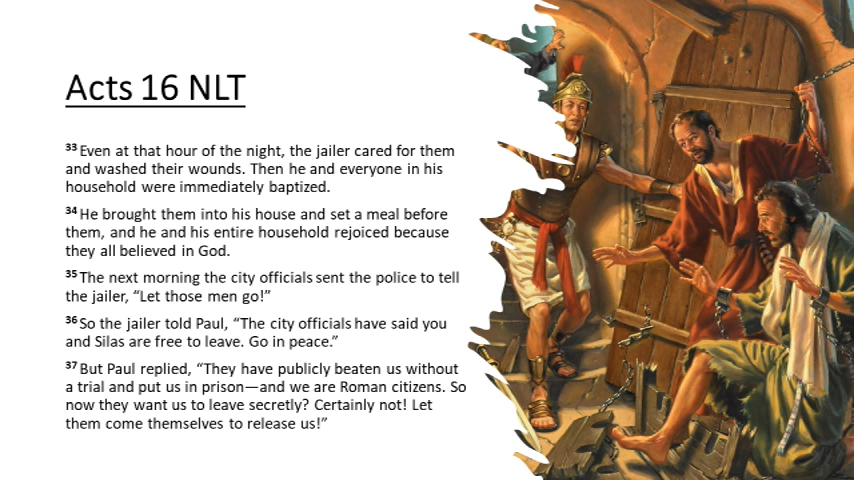 Acts 16 NLT
33 Even at that hour of the night, the jailer cared for them
and washed their wounds. Then he and everyone in his
household were immediately baptized.
34 He brought them into his house and set a meal before
them, and he and his entire household rejoiced because
they all believed in God.
35 The next morning the city officials sent the police to tell
the jailer, “Let those men go!”
36 So the jailer told Paul, “The city officials have said you
and Silas are free to leave. Go in peace.”
37 But Paul replied, “They have publicly beaten us without
a trial and put us in prison—and we are Roman citizens. So
now they want us to leave secretly? Certainly not! Let
them come themselves to release us!”